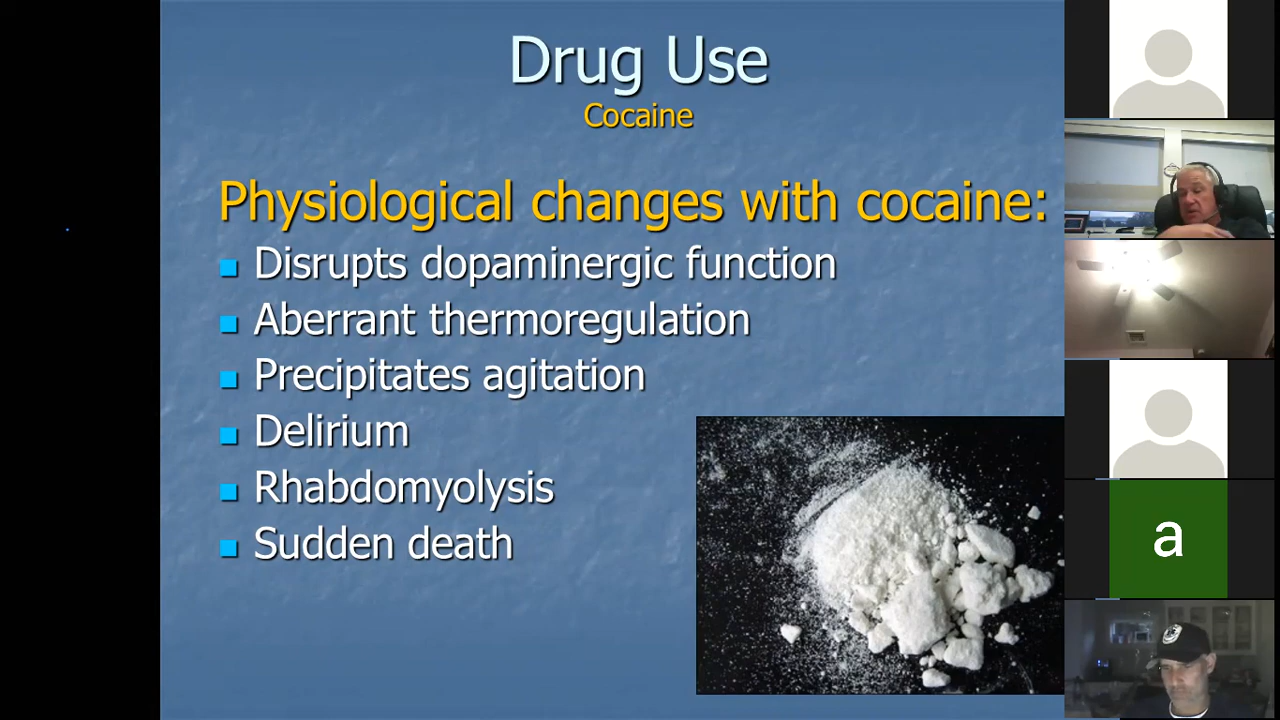 Drug Use
Cocaine
Physiological changes with cocaine:
Disrupts dopaminergic function
Aberrant thermoregulation
Precipitates agitation
Delirium
Rhabdomyolysis
Sudden death
a